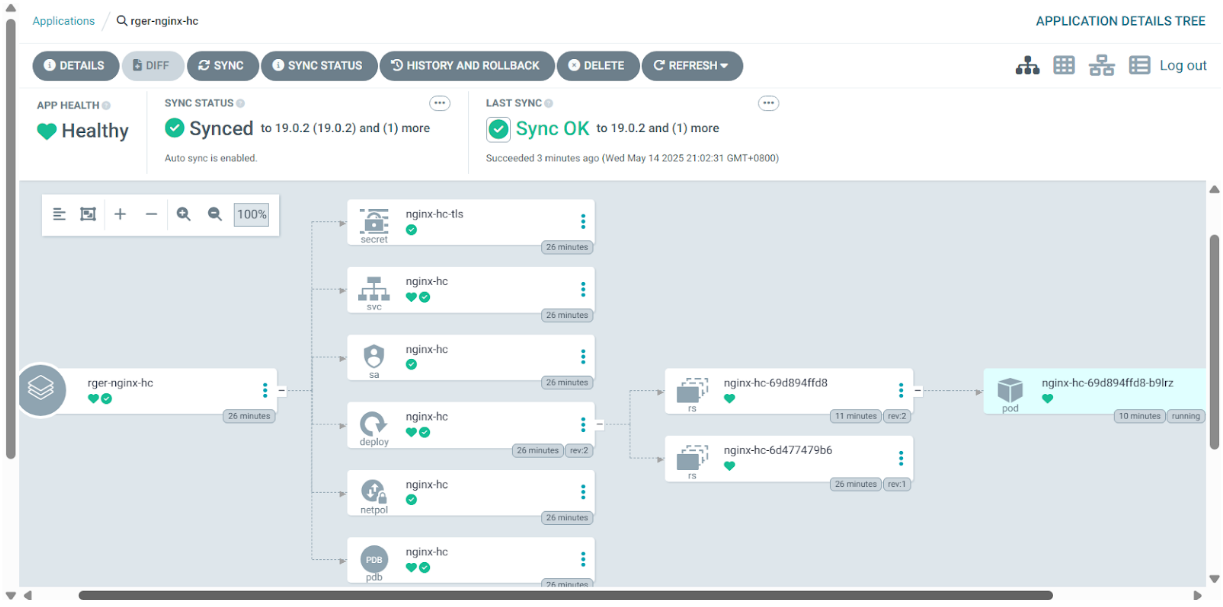 Applications / rger-nginx-hc
APPLICATION DETAILS TREE
DETAILS DIFF SYNC SYNC STATUS HISTORY AND ROLLBACK DELETE REFRESH
Log out
APP HEALTH
Healthy
SYNC STATUS
Synced to 19.0.2 (19.0.2) and (1) more
Auto sync is enabled.
LAST SYNC
Sync OK to 19.0.2 and (1) more
Succeeded 3 minutes ago (Wed May 14 2025 21:02:31 GMT+0800)
100%
rger-nginx-hc
26 minutes
nginx-hc-tls
secret
26 minutes
nginx-hc
svc
26 minutes
nginx-hc
sa
26 minutes
nginx-hc
deploy
26 minutes rev:2
nginx-hc
netpol
26 minutes
nginx-hc
PDB
pdb
26 minutes
nginx-hc-69d894ffd8
rs
11 minutes rev:2
nginx-hc-6d477479b6
rs
26 minutes rev:1
nginx-hc-69d894ffd8-b9lrz
pod
10 minutes running